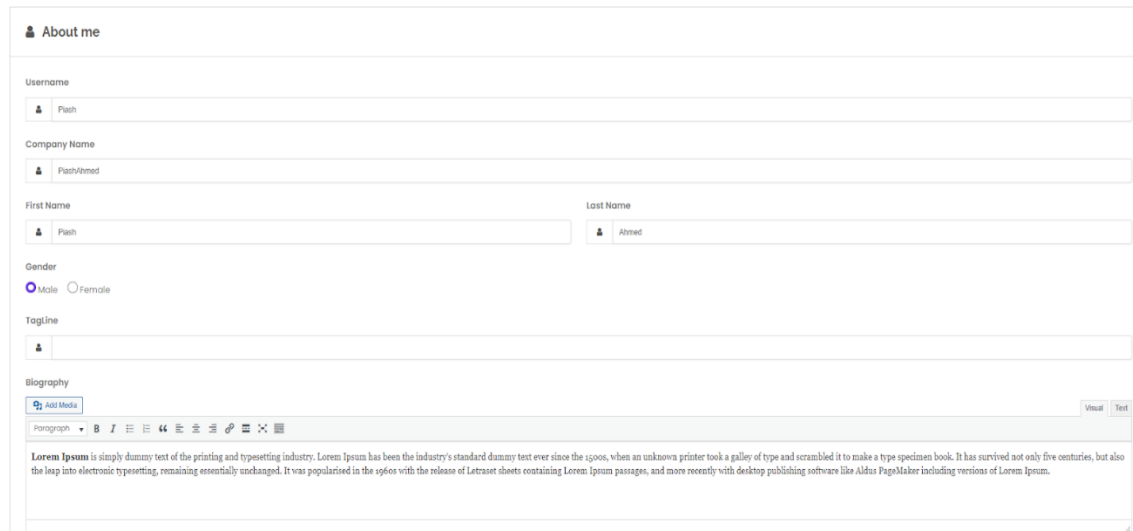 About me
Username
Piash
Company Name
PiashAhmed
First Name
Last Name
Piash
Ahmed
Gender
Male
Female
TagLine
Biography
Add Media
Visual
Text
Paragraph
Lorem Ipsum is simply dummy text of the printing and typesetting industry. Lorem Ipsum has been the industry's standard dummy text ever since the 1500s, when an unknown printer took a galley of type and scrambled it to make a type specimen book. It has survived not only five centuries, but also
the leap into electronic typesetting, remaining essentially unchanged. It was popularised in the 1960s with the release of Letraset sheets containing Lorem Ipsum passages, and more recently with desktop publishing software like Aldus PageMaker including versions of Lorem Ipsum.